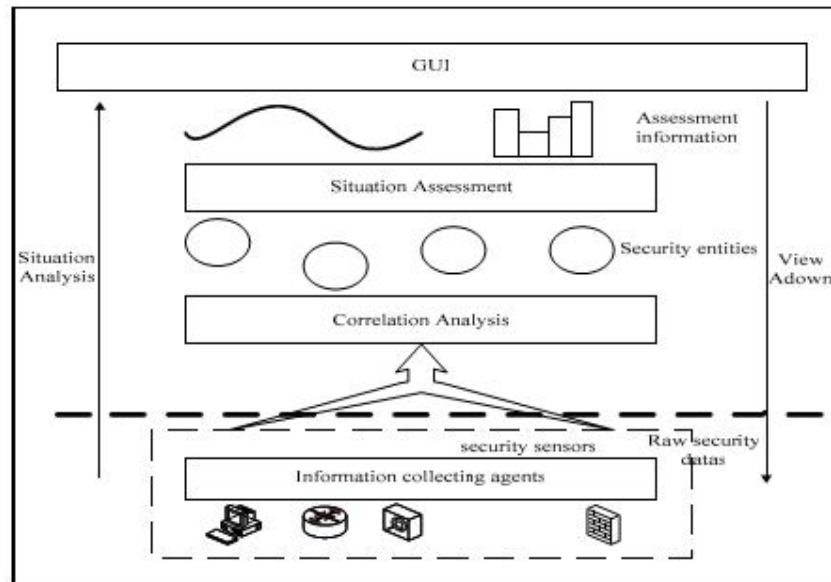 GUI
Assessment
information
Situation Assessment
Security entities
Situation
Analysis
View
Adown
Correlation Analysis
security sensors
Raw security
datas
Information collecting agents